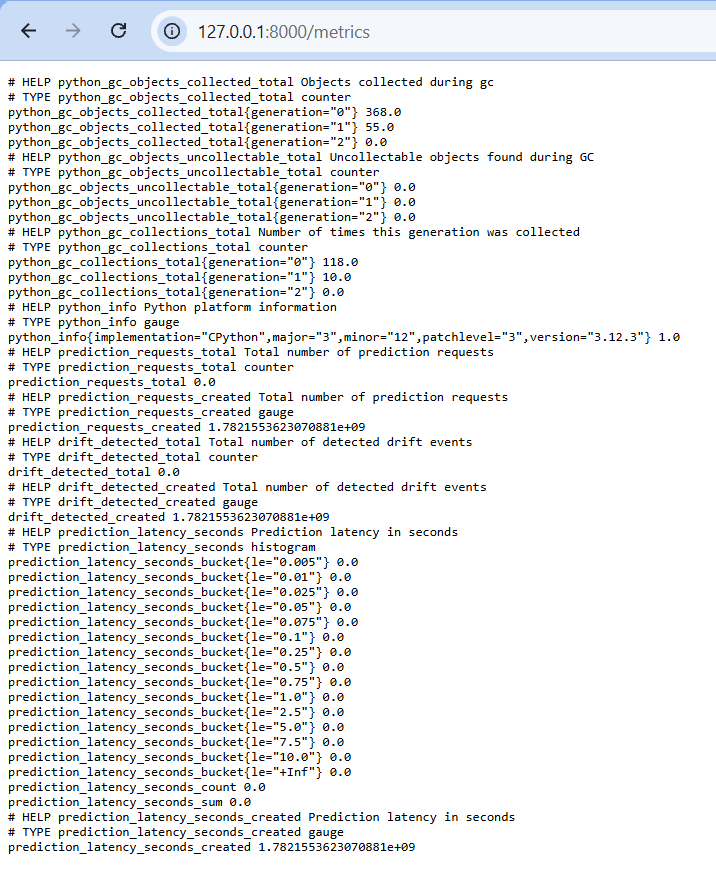 127.0.0.1:8000/metrics
# HELP python_gc_objects_collected_total Objects collected during gc
# TYPE python_gc_objects_collected_total counter
python_gc_objects_collected_total{generation="0"} 368.0
python_gc_objects_collected_total{generation="1"} 55.0
python_gc_objects_collected_total{generation="2"} 0.0
# HELP python_gc_objects_uncollectable_total Uncollectable objects found during GC
# TYPE python_gc_objects_uncollectable_total counter
python_gc_objects_uncollectable_total{generation="0"} 0.0
python_gc_objects_uncollectable_total{generation="1"} 0.0
python_gc_objects_uncollectable_total{generation="2"} 0.0
# HELP python_gc_collections_total Number of times this generation was collected
# TYPE python_gc_collections_total counter
python_gc_collections_total{generation="0"} 118.0
python_gc_collections_total{generation="1"} 10.0
python_gc_collections_total{generation="2"} 0.0
# HELP python_info Python platform information
# TYPE python_info gauge
python_info{implementation="CPython",major="3",minor="12",patchlevel="3",version="3.12.3"} 1.0
# HELP prediction_requests_total Total number of prediction requests
# TYPE prediction_requests_total counter
prediction_requests_total 0.0
# HELP prediction_requests_created Total number of prediction requests
# TYPE prediction_requests_created gauge
prediction_requests_created 1.7821553623070881e+09
# HELP drift_detected_total Total number of detected drift events
# TYPE drift_detected_total counter
drift_detected_total 0.0
# HELP drift_detected_created Total number of detected drift events
# TYPE drift_detected_created gauge
drift_detected_created 1.7821553623070881e+09
# HELP prediction_latency_seconds Prediction latency in seconds
# TYPE prediction_latency_seconds histogram
prediction_latency_seconds_bucket{le="0.005"} 0.0
prediction_latency_seconds_bucket{le="0.01"} 0.0
prediction_latency_seconds_bucket{le="0.025"} 0.0
prediction_latency_seconds_bucket{le="0.05"} 0.0
prediction_latency_seconds_bucket{le="0.075"} 0.0
prediction_latency_seconds_bucket{le="0.1"} 0.0
prediction_latency_seconds_bucket{le="0.25"} 0.0
prediction_latency_seconds_bucket{le="0.5"} 0.0
prediction_latency_seconds_bucket{le="0.75"} 0.0
prediction_latency_seconds_bucket{le="1.0"} 0.0
prediction_latency_seconds_bucket{le="2.5"} 0.0
prediction_latency_seconds_bucket{le="5.0"} 0.0
prediction_latency_seconds_bucket{le="7.5"} 0.0
prediction_latency_seconds_bucket{le="10.0"} 0.0
prediction_latency_seconds_bucket{le="+Inf"} 0.0
prediction_latency_seconds_count 0.0
prediction_latency_seconds_sum 0.0
# HELP prediction_latency_seconds_created Prediction latency in seconds
# TYPE prediction_latency_seconds_created gauge
prediction_latency_seconds_created 1.7821553623070881e+09